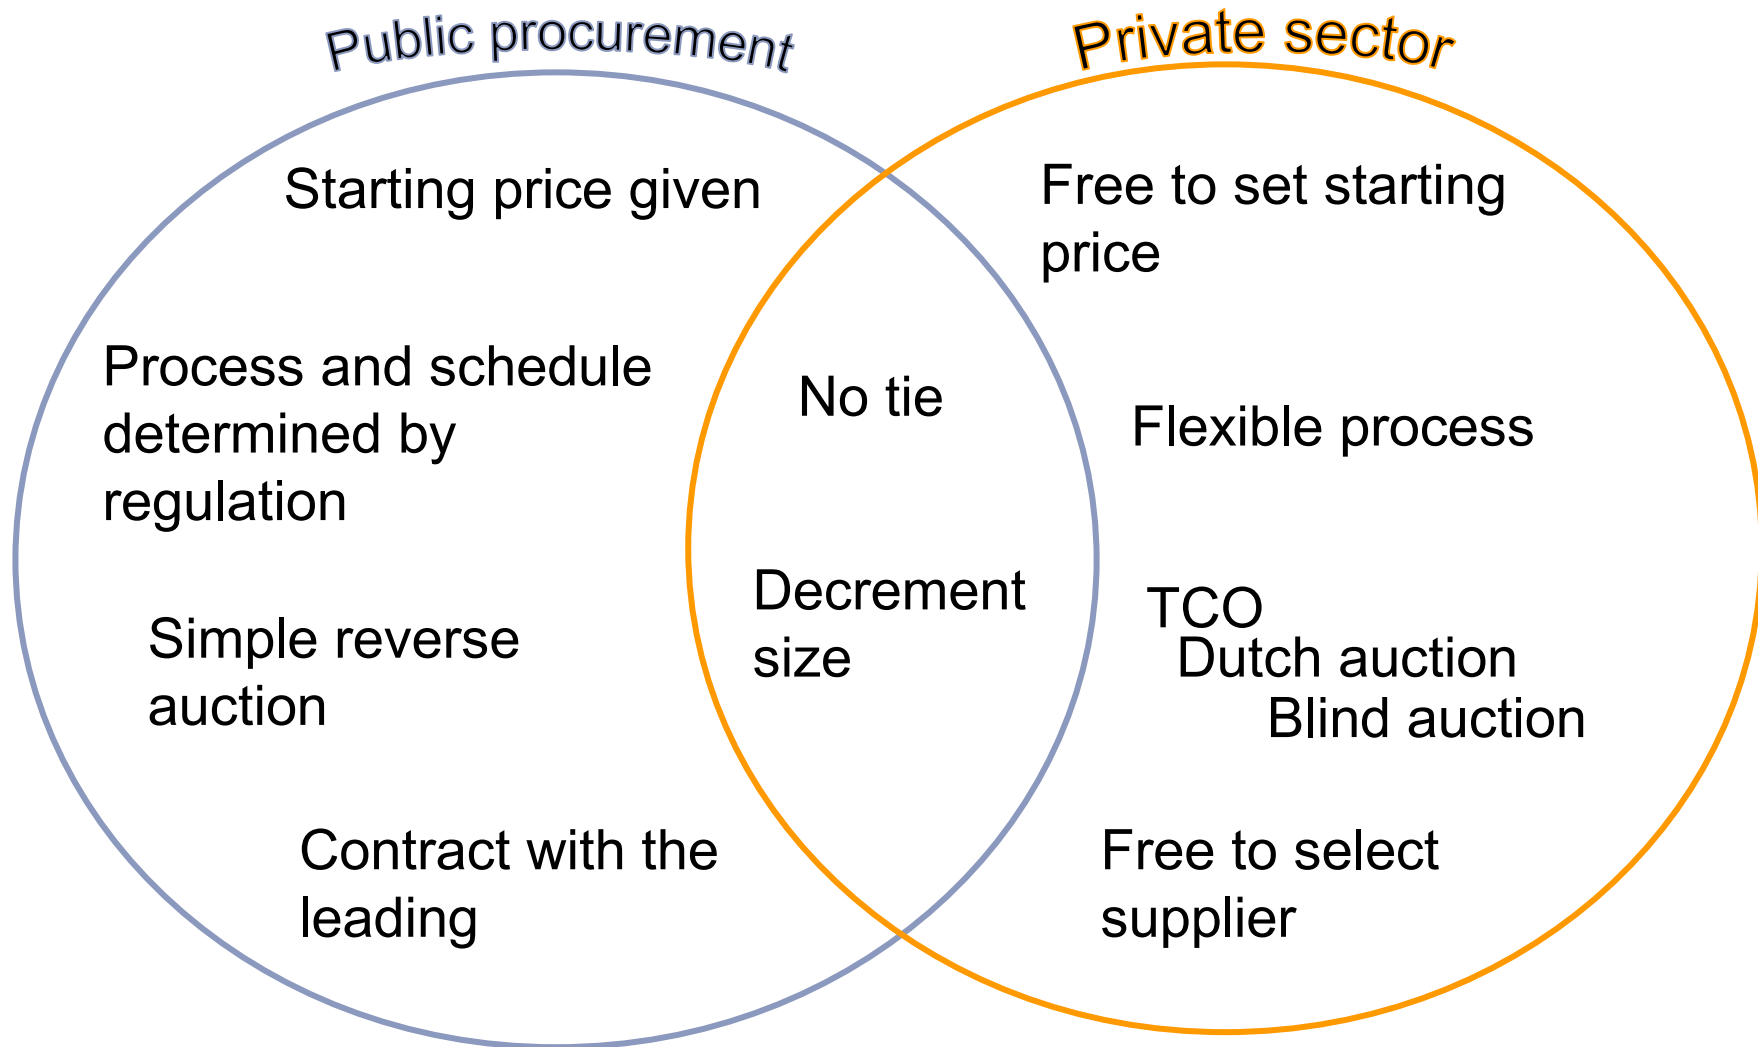 Public procurement
Private sector
Starting price given
Free to set starting
price
Process and schedule
determined by
regulation
No tie
Flexible process
Decrement
size
Simple reverse
auction
TCO
Dutch auction
Blind auction
Contract with the
leading
Free to select
supplier